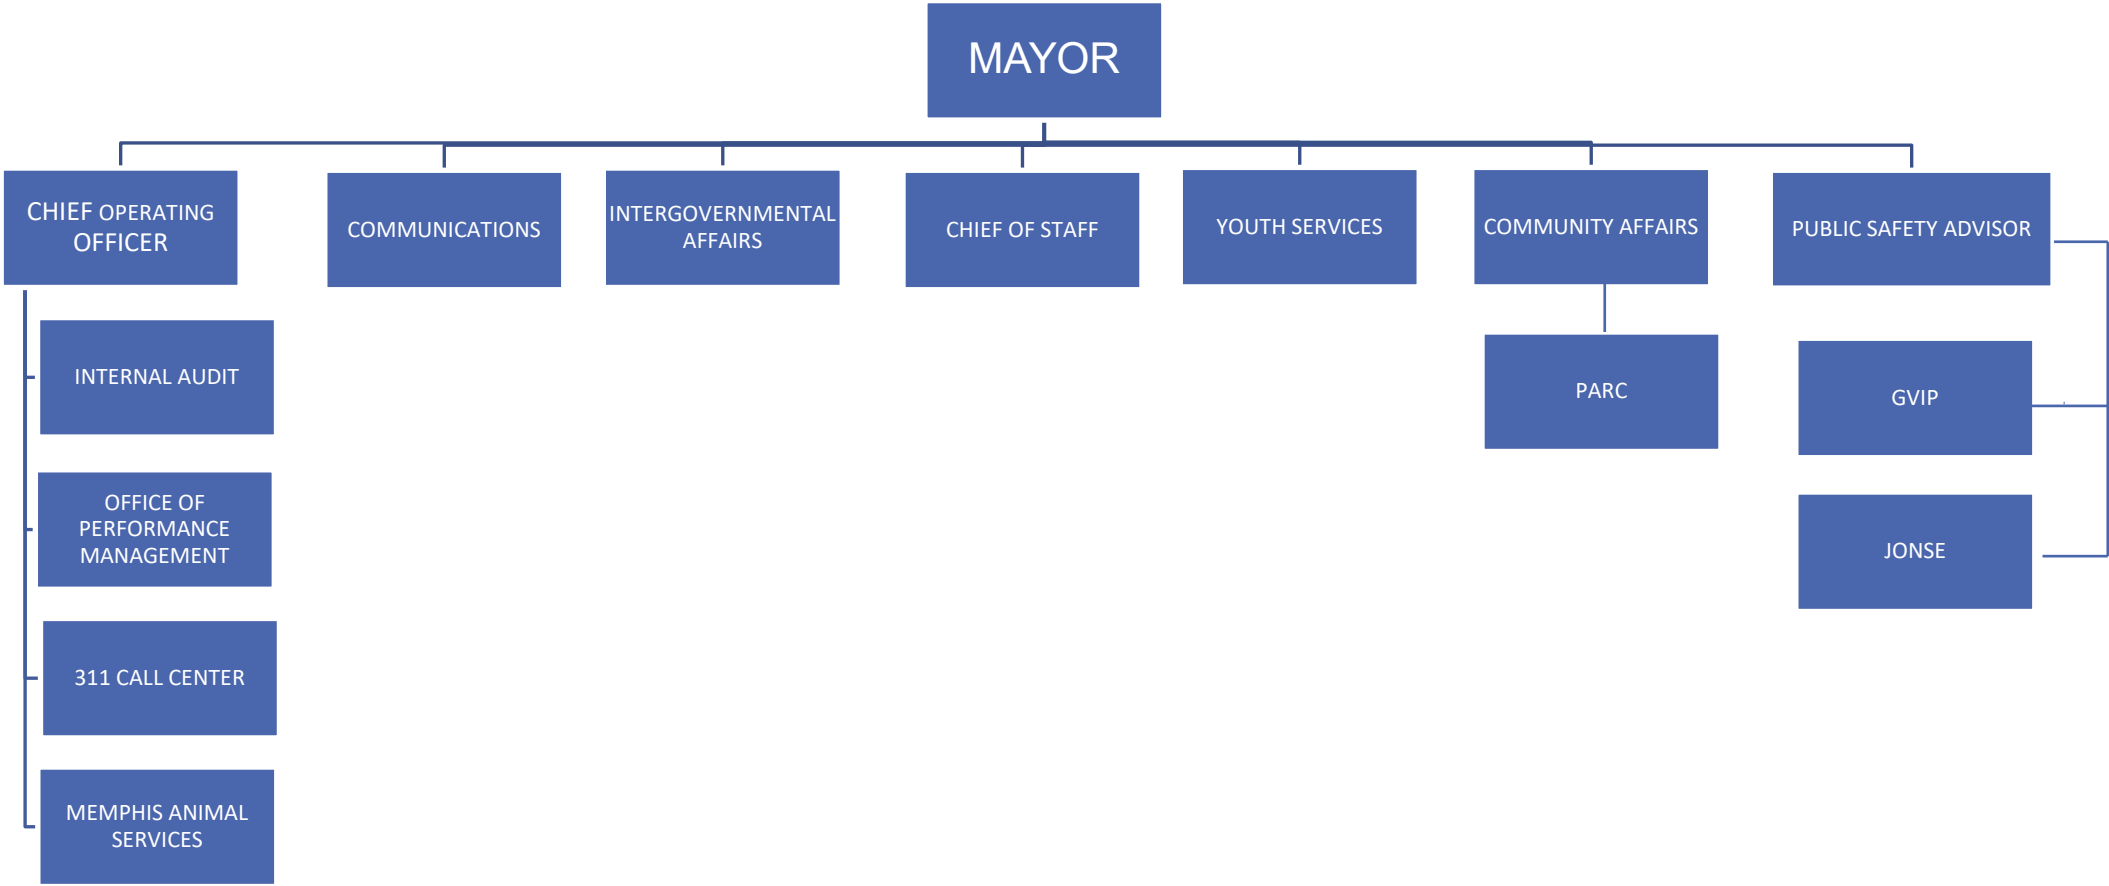 MAYOR
CHIEF OPERATING
OFFICER
COMMUNICATIONS
INTERGOVERNMENTAL
AFFAIRS
CHIEF OF STAFF
YOUTH SERVICES
COMMUNITY AFFAIRS
PUBLIC SAFETY ADVISOR
INTERNAL AUDIT
OFFICE OF
PERFORMANCE
MANAGEMENT
311 CALL CENTER
MEMPHIS ANIMAL
SERVICES
PARC
GVIP
JONSE